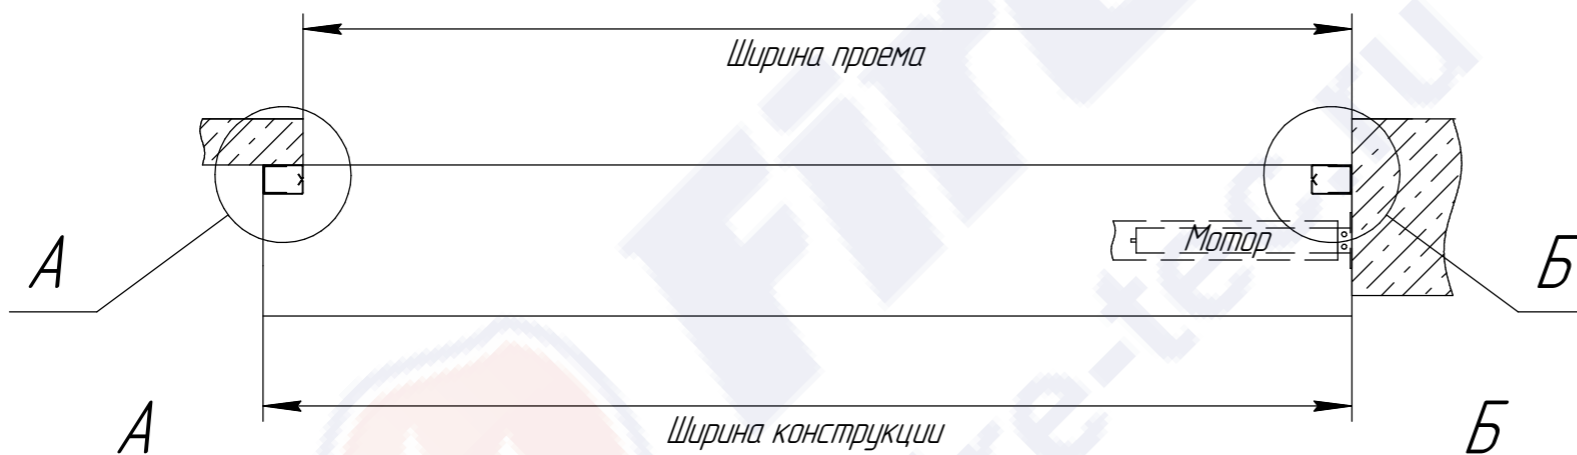 Ширина проема
Мотор
А
Б
Ширина конструкции
А
Б